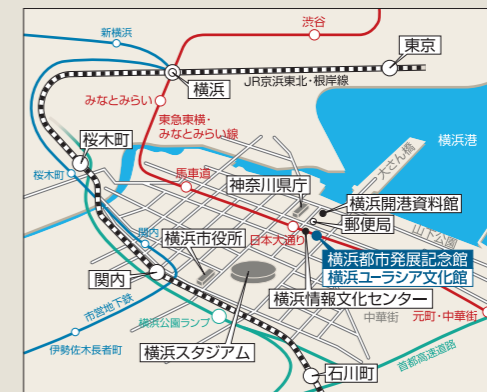 渋谷
新横浜
東京
横浜
JR京浜東北・根岸線
みなとみらい
東急東横・
みなとみらい線
横浜港
桜木町
大さん橋
桜木町
馬車道
神奈川県庁
横浜開港資料館
郵便局
山下公園
関内
横浜市役所
日本大通り
横浜都市発展記念館
横浜ユーラシア文化館
関内
横浜情報文化センター
市営地下鉄
横浜公園ランプ
中華街
元町・中華街
伊勢佐木長者町
横浜スタジアム
首都高速道路
石川町